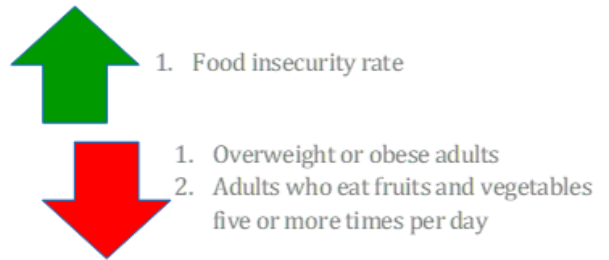 1. Food insecurity rate
1. Overweight or obese adults
2. Adults who eat fruits and vegetables
five or more times per day